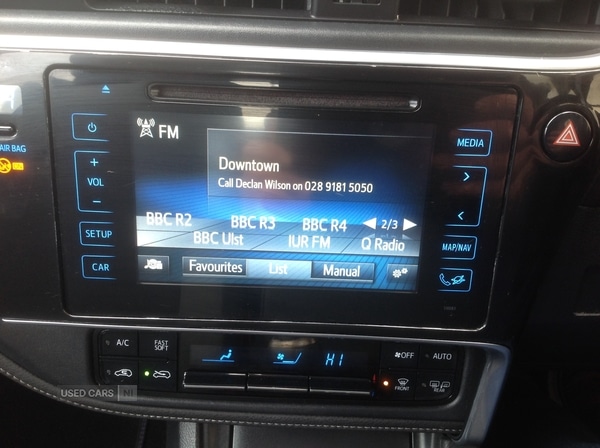 FM
Downtown
Call Declan Wilson on 028 9181 5050
BBC R2 BBC R3 BBC R4 2/3
BBC Ulst IUR FM Q Radio
Favourites List Manual
VOL
SETUP
CAR
MEDIA
MAP/NAV
AIR BAG
A/C FAST SOFT HI OFF AUTO
FRONT REAR
USED CARS NI